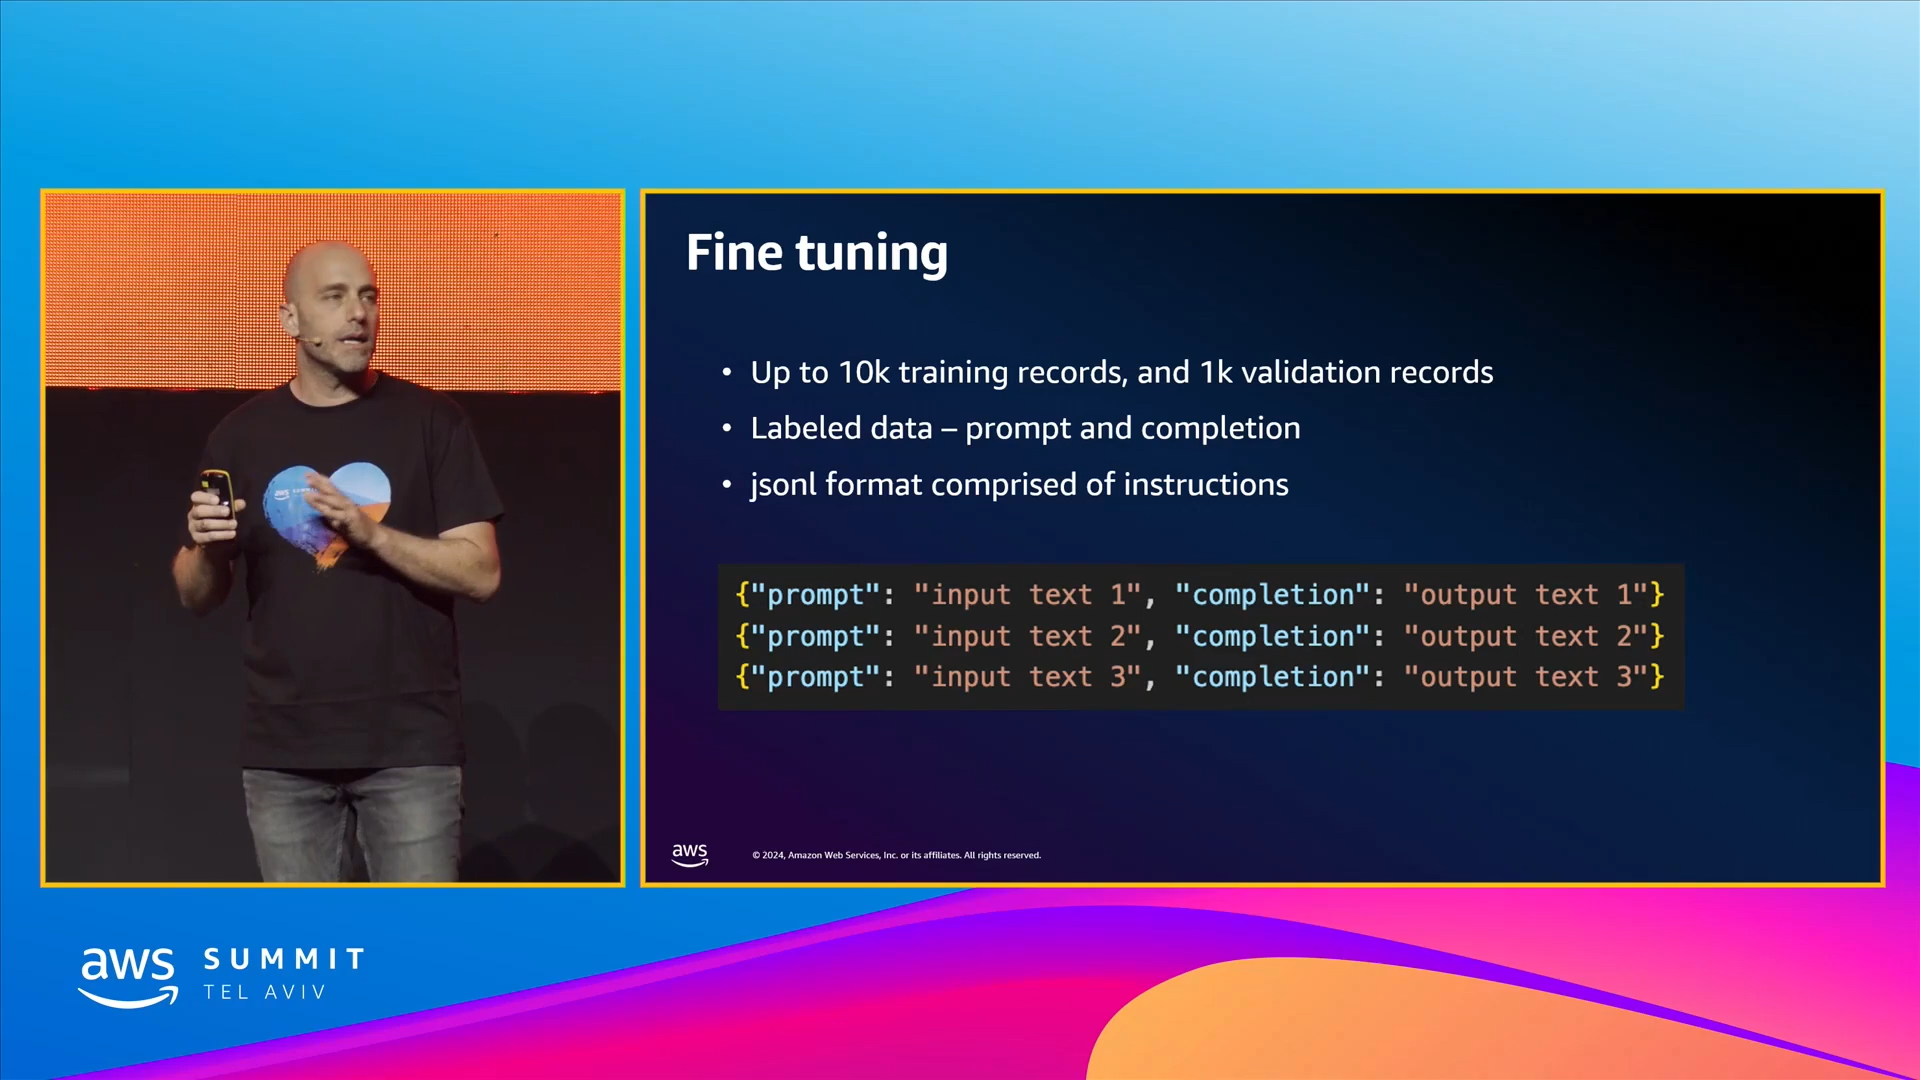 Fine tuning
• Up to 10k training records, and 1k validation records
• Labeled data – prompt and completion
• jsonl format comprised of instructions
{"prompt": "input text 1", "completion": "output text 1"}
{"prompt": "input text 2", "completion": "output text 2"}
{"prompt": "input text 3", "completion": "output text 3"}
aws
© 2024, Amazon Web Services, Inc. or its affiliates. All rights reserved.
aws SUMMIT
TEL AVIV